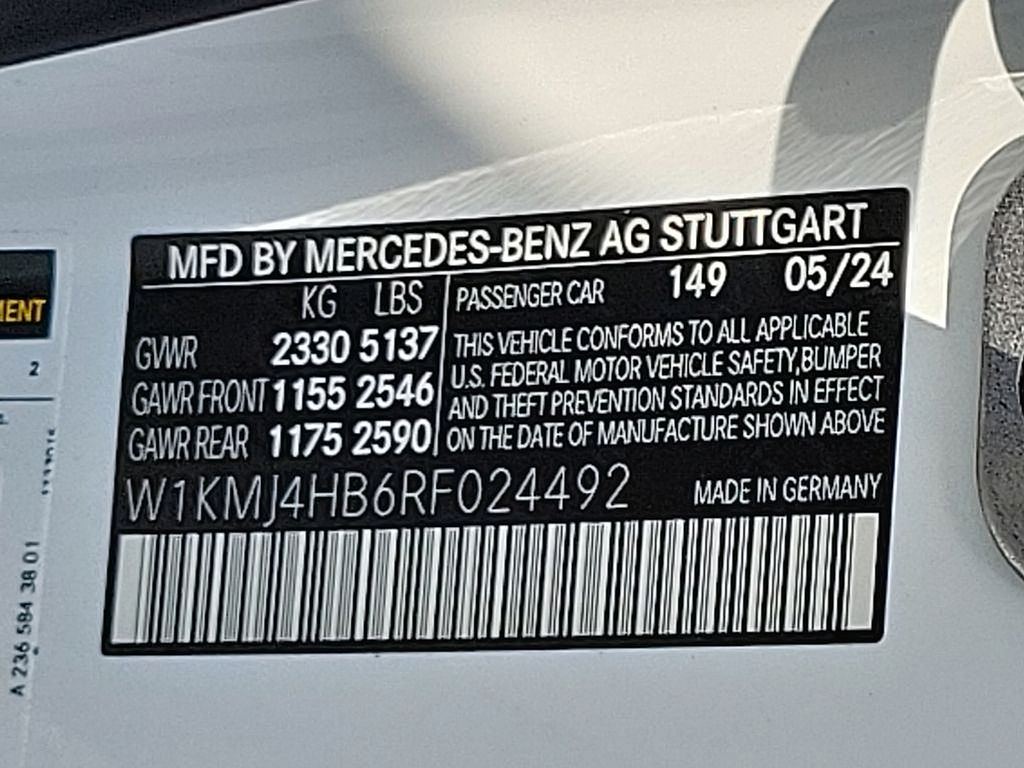 MFD BY MERCEDES-BENZ AG STUTTGART
KG LBS
GVWR 2330 5137
GAWR FRONT 1155 2546
GAWR REAR 1175 2590
PASSENGER CAR 149 05/24
THIS VEHICLE CONFORMS TO ALL APPLICABLE
U.S. FEDERAL MOTOR VEHICLE SAFETY, BUMPER
AND THEFT PREVENTION STANDARDS IN EFFECT
ON THE DATE OF MANUFACTURE SHOWN ABOVE
W1KMJ4HB6RF024492
MADE IN GERMANY
2
A 236 584 38 01